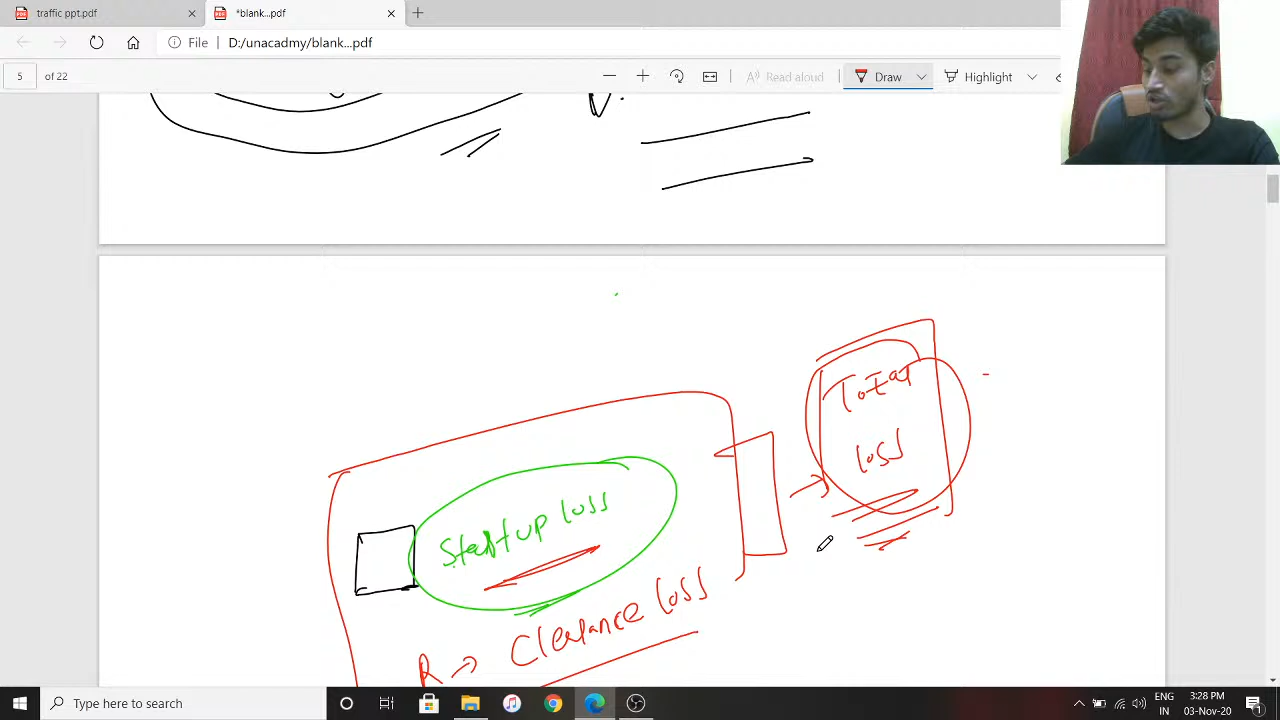 traffic ppt.pdf
*blank...pdf
File
D:/unacadmy/blank...pdf
5 of 22
A» Read aloud
Draw
Highlight
Total
loss
Startup loss
Clearance loss
R →
Type here to search
ENG
IN
3:28 PM
03-Nov-20
1